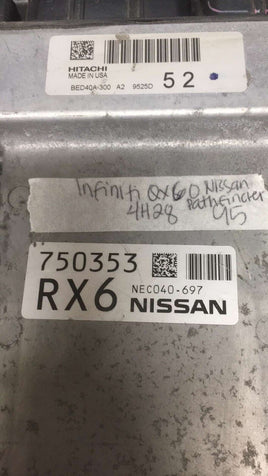 HITACHI
MADE IN USA
52
BED40A-300 A2 9525D
Infiniti QX60 Nissan
Pathfinder
4H28 95
750353
RX6 NEC040-697
NISSAN